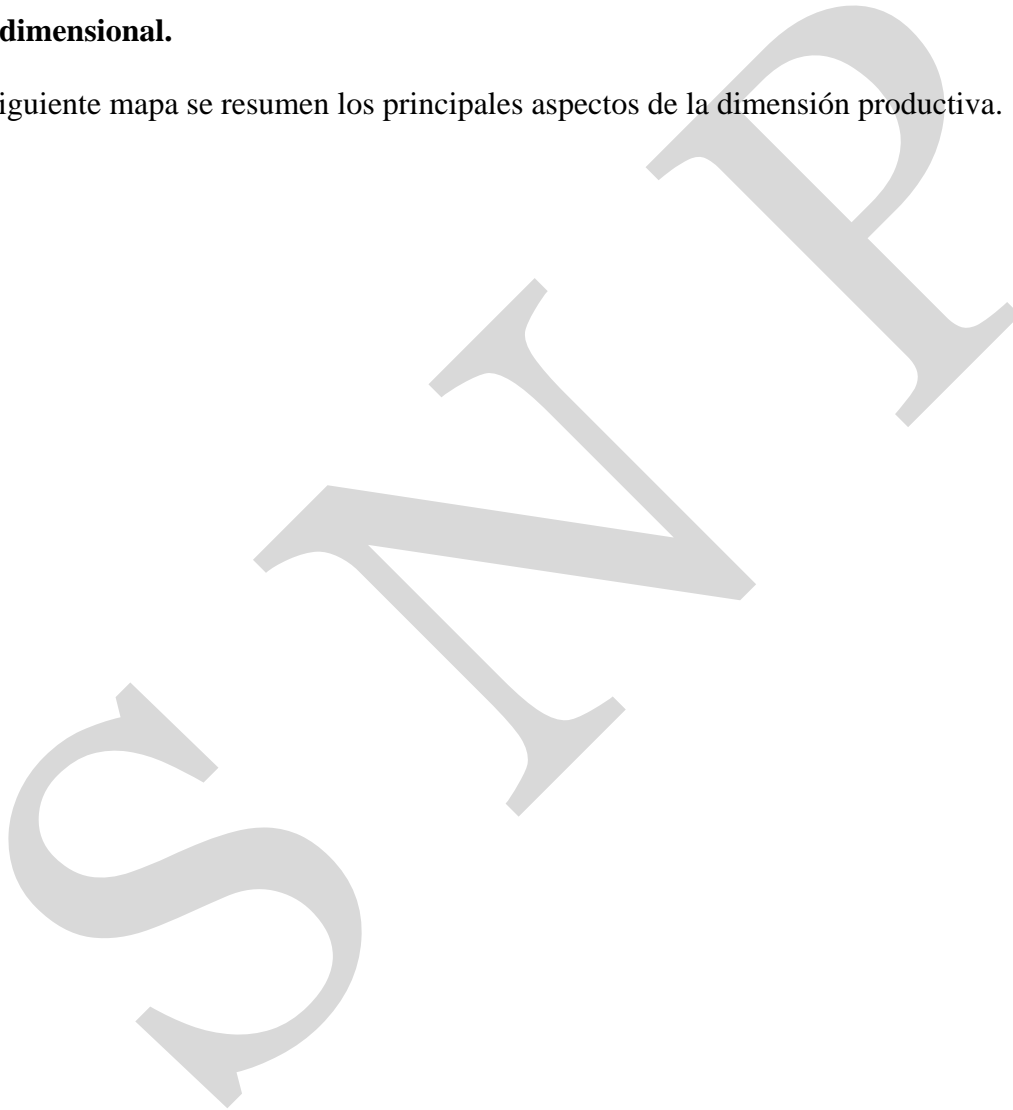 dimensional.
iguiente mapa se resumen los principales aspectos de la dimensión productiva.
SNP